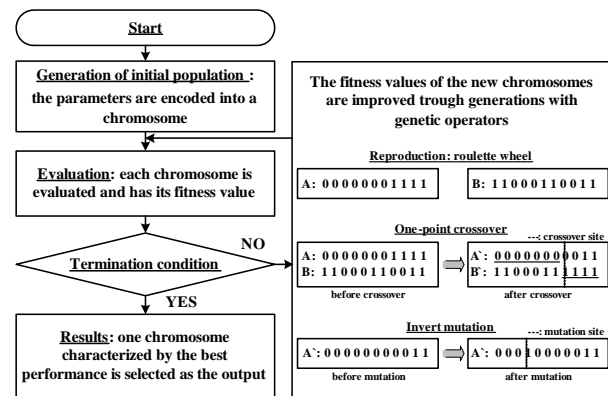 Start
Generation of initial population :
the parameters are encoded into a
chromosome
Evaluation: each chromosome is
evaluated and has its fitness value
NO
Termination condition
YES
Results: one chromosome
characterized by the best
performance is selected as the output
The fitness values of the new chromosomes
are improved trough generations with
genetic operators
Reproduction: roulette wheel
A: 0 0 0 0 0 0 0 1 1 1 1
B: 1 1 0 0 0 1 1 0 0 1 1
One-point crossover
---: crossover site
A: 0 0 0 0 0 0 0 1 1 1 1
B: 1 1 0 0 0 1 1 0 0 1 1
before crossover
A`: 0 0 0 0 0 0 0 0 0 1 1
B`: 1 1 0 0 0 1 1 1 1 1 1
after crossover
Invert mutation
---: mutation site
A`: 0 0 0 0 0 0 0 0 0 1 1
before mutation
A`: 0 0 0 1 0 0 0 0 0 1 1
after mutation